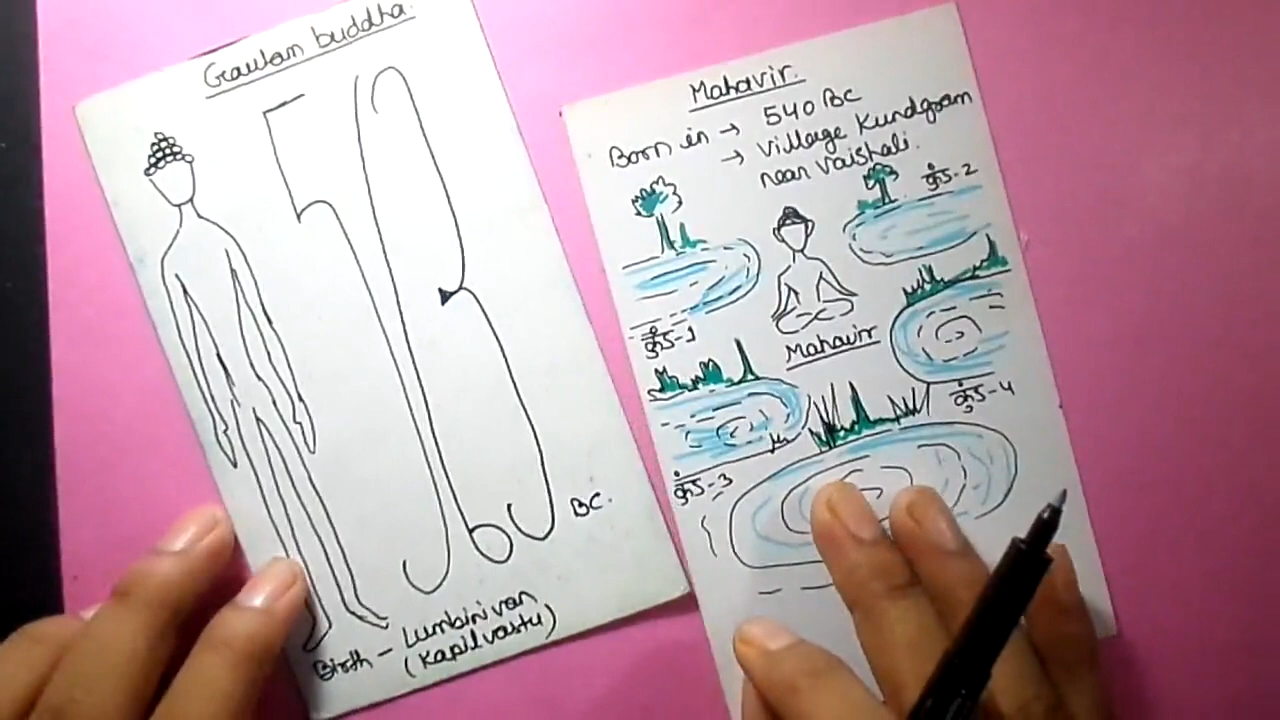 Gautam buddha.
563
BC.
Birth – Lumbini van
(Kapilvastu)
Mahavir.
Born in → 540 BC
→ village Kundgram
near vaishali.
कुंड-1
कुंड-2
Mahavir
कुंड-3
कुंड-4